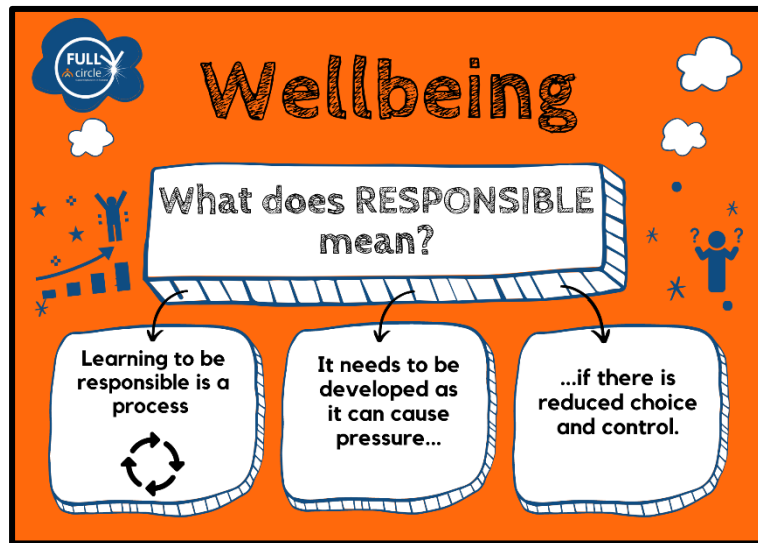 FULL
circle
Wellbeing
What does RESPONSIBLE
mean?
? ?
Learning to be
responsible is a
process
It needs to be
developed as
it can cause
pressure...
...if there is
reduced choice
and control.